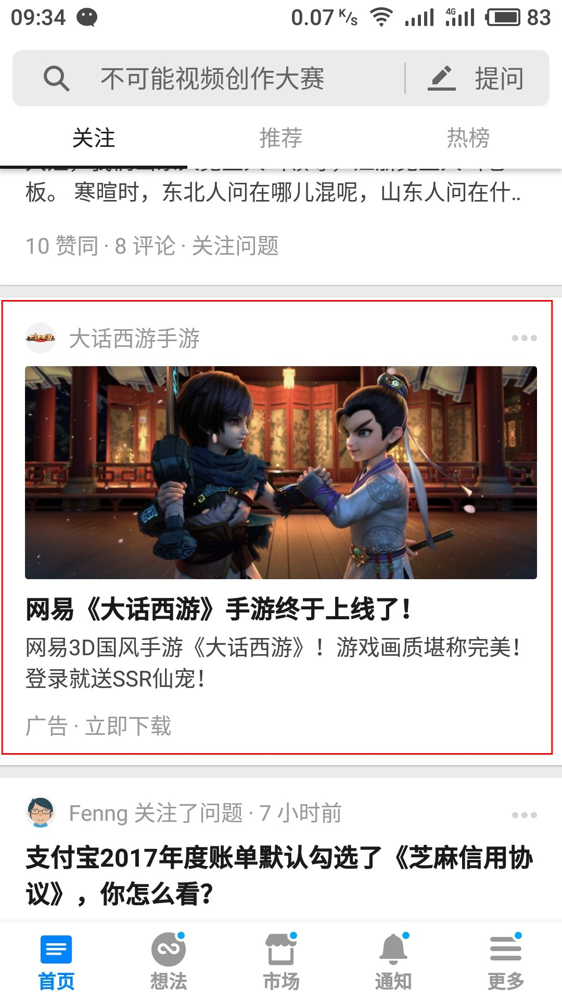 09:34
0.07 K/s
4G
83
不可能视频创作大赛
提问
关注
推荐
热榜
板。 寒暄时，东北人问在哪儿混呢，山东人问在什..
10 赞同 · 8 评论 · 关注问题
大话西游手游
网易《大话西游》手游终于上线了！
网易3D国风手游《大话西游》！游戏画质堪称完美！
登录就送SSR仙宠！
广告 · 立即下载
Fenng 关注了问题 · 7 小时前
支付宝2017年度账单默认勾选了《芝麻信用协
议》，你怎么看？
首页
想法
市场
通知
更多